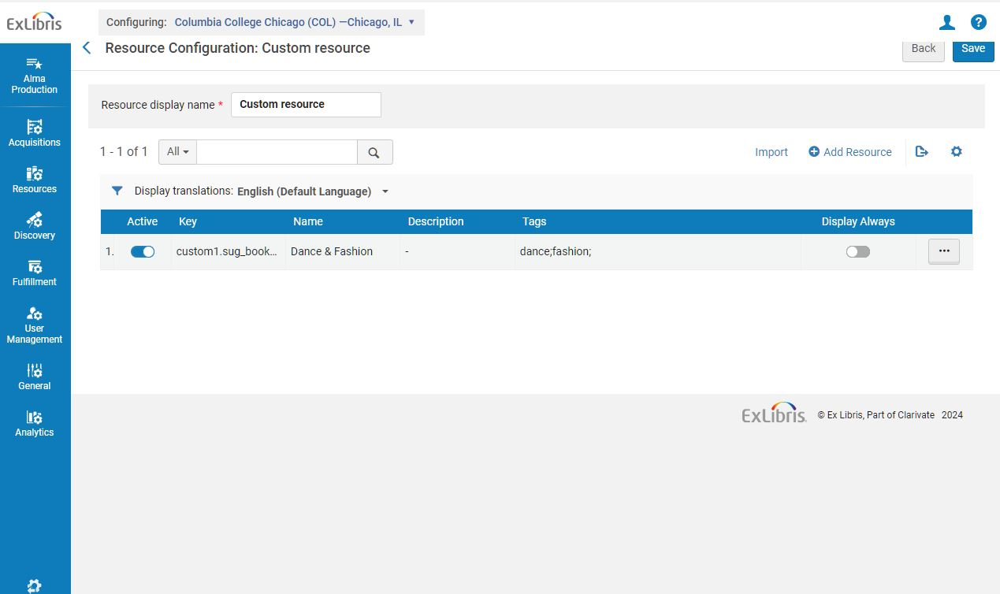 ExLibris
Configuring: Columbia College Chicago (COL) —Chicago, IL
Resource Configuration: Custom resource
Back
Save
Alma
Production
Acquisitions
Resources
Discovery
Fulfillment
User
Management
General
Analytics
Resource display name * Custom resource
1 - 1 of 1 All
Import Add Resource
Display translations: English (Default Language)
Active Key Name Description Tags Display Always
1. custom1.sug_book... Dance & Fashion - dance;fashion; ...
ExLibris. © Ex Libris, Part of Clarivate 2024